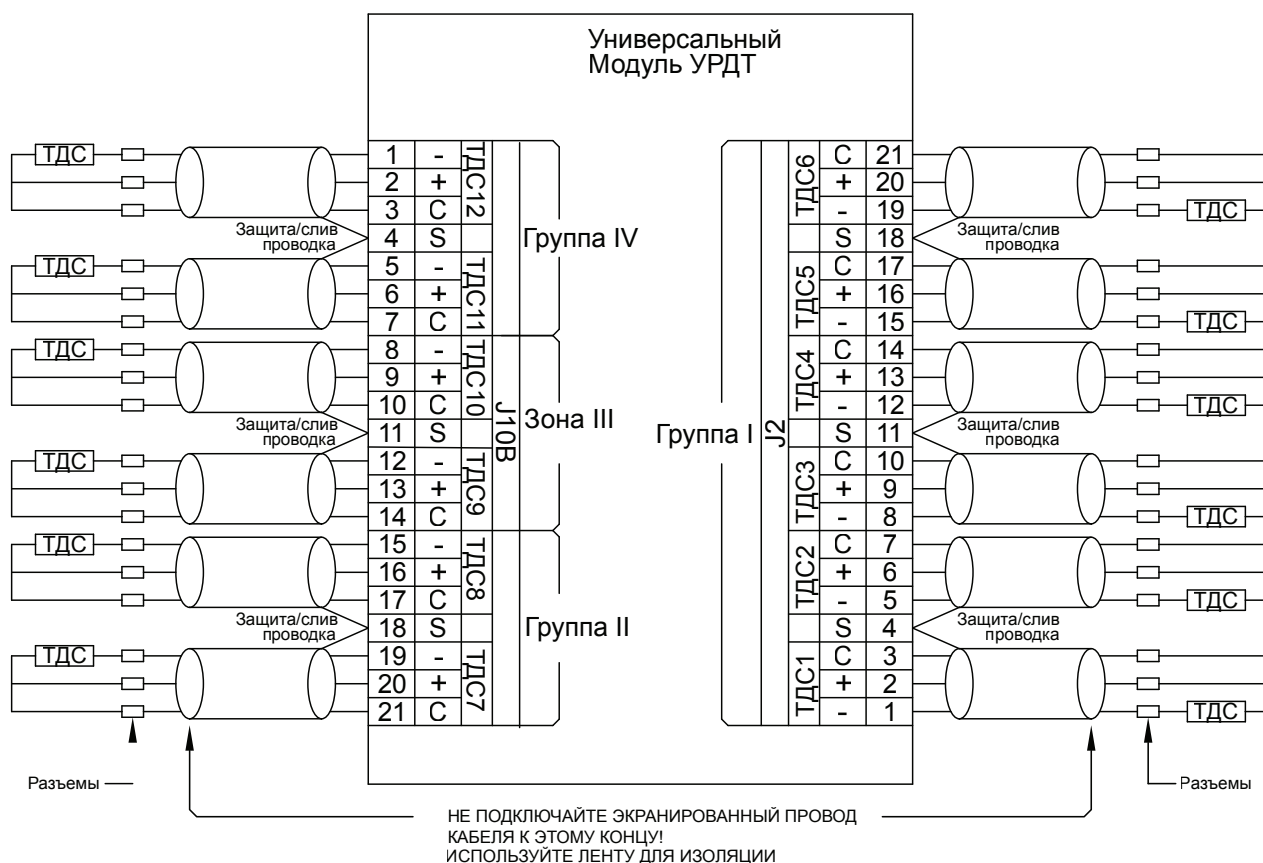 Универсальный
Модуль УРДТ
ТДС 1 - ТДС12
2 +
3 C
Защита/слив
проводка
4 S
Группа IV
ТДС 5 - ТДС11
6 +
7 C
ТДС 8 - ТДС10
9 +
10 C
J10B
Зона III
Защита/слив
проводка
11 S
ТДС 12 - ТДС9
13 +
14 C
ТДС 15 - ТДС8
16 +
17 C
Защита/слив
проводка
18 S
Группа II
ТДС 19 - ТДС7
20 +
21 C
Группа I
J2
ТДС6 C 21
+ 20
- 19 ТДС
S 18
Защита/слив
проводка
ТДС5 C 17
+ 16
- 15 ТДС
ТДС4 C 14
+ 13
- 12 ТДС
S 11
Защита/слив
проводка
ТДС3 C 10
+ 9
- 8 ТДС
ТДС2 C 7
+ 6
- 5 ТДС
S 4
Защита/слив
проводка
ТДС1 C 3
+ 2
- 1 ТДС
Разъемы
Разъемы
НЕ ПОДКЛЮЧАЙТЕ ЭКРАНИРОВАННЫЙ ПРОВОД
КАБЕЛЯ К ЭТОМУ КОНЦУ!
ИСПОЛЬЗУЙТЕ ЛЕНТУ ДЛЯ ИЗОЛЯЦИИ